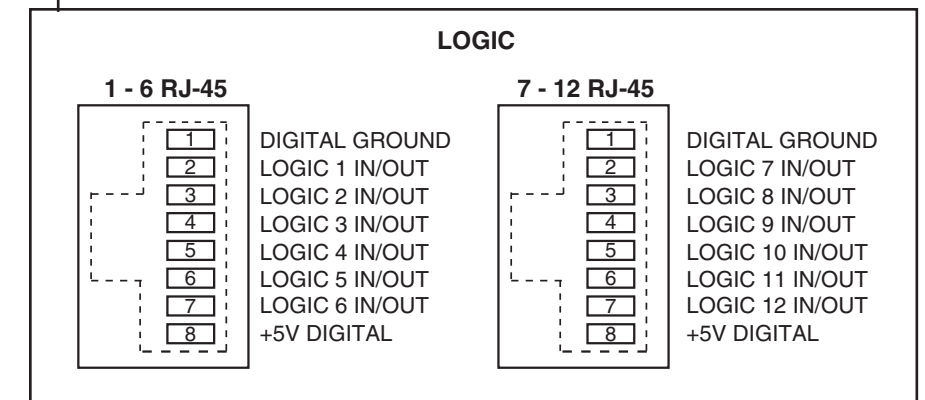 LOGIC
1 - 6 RJ-45
1 DIGITAL GROUND
2 LOGIC 1 IN/OUT
3 LOGIC 2 IN/OUT
4 LOGIC 3 IN/OUT
5 LOGIC 4 IN/OUT
6 LOGIC 5 IN/OUT
7 LOGIC 6 IN/OUT
8 +5V DIGITAL
7 - 12 RJ-45
1 DIGITAL GROUND
2 LOGIC 7 IN/OUT
3 LOGIC 8 IN/OUT
4 LOGIC 9 IN/OUT
5 LOGIC 10 IN/OUT
6 LOGIC 11 IN/OUT
7 LOGIC 12 IN/OUT
8 +5V DIGITAL